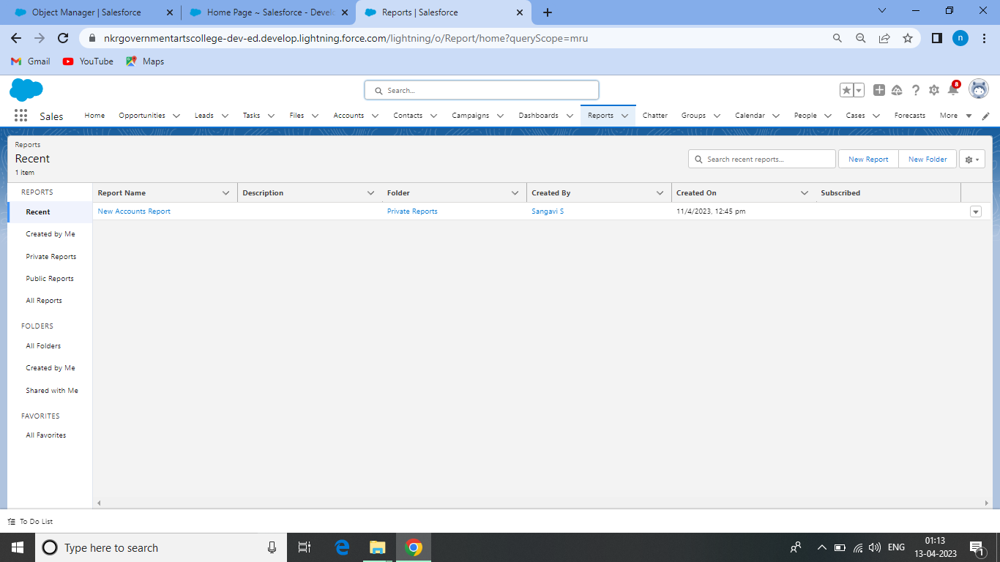 Object Manager | Salesforce
Home Page ~ Salesforce - Develo
Reports | Salesforce
nkrgovernmentartscollege-dev-ed.develop.lightning.force.com/lightning/o/Report/home?queryScope=mru
n
Gmail YouTube Maps
Search...
8
Sales Home Opportunities Leads Tasks Files Accounts Contacts Campaigns Dashboards Reports Chatter Groups Calendar People Cases Forecasts More
Reports
Recent
1 item
Search recent reports...
New Report New Folder
REPORTS
Recent
Created by Me
Private Reports
Public Reports
All Reports
FOLDERS
All Folders
Created by Me
Shared with Me
FAVORITES
All Favorites
Report Name Description Folder Created By Created On Subscribed
New Accounts Report Private Reports Sangavi S 11/4/2023, 12:45 pm
To Do List
Type here to search
ENG
01:13
13-04-2023
1